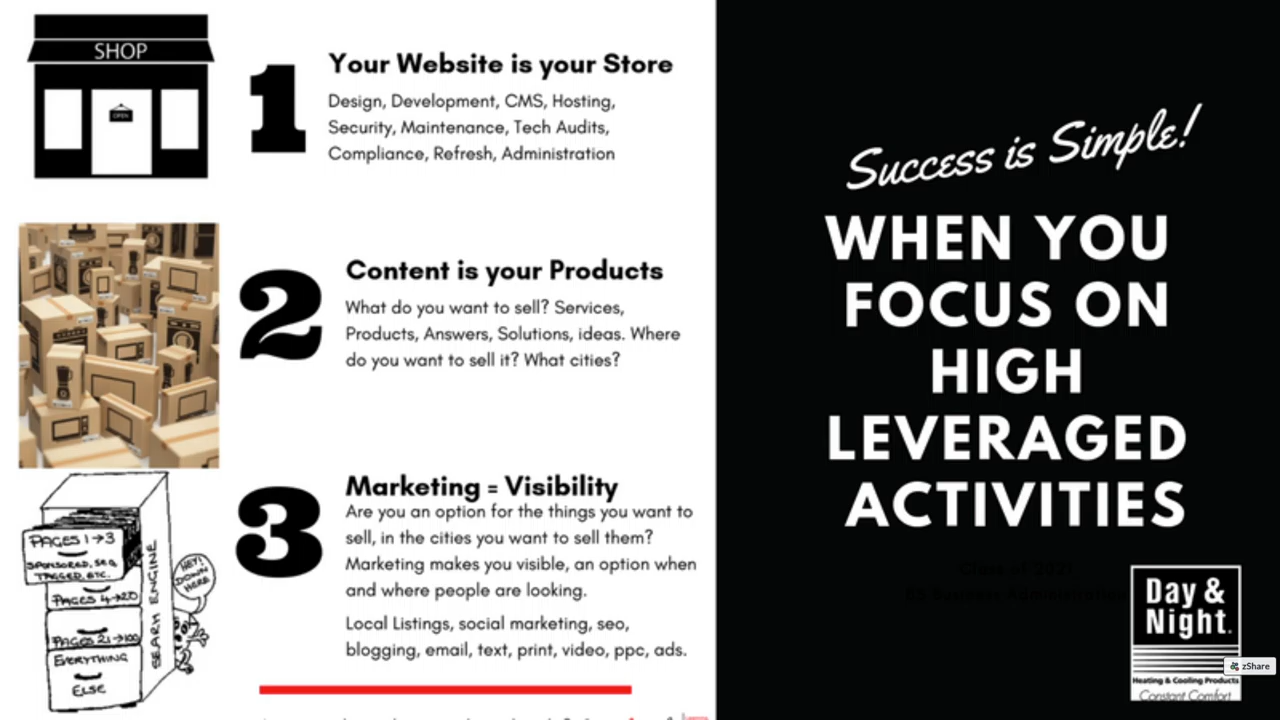 SHOP
OPEN
1
Your Website is your Store
Design, Development, CMS, Hosting,
Security, Maintenance, Tech Audits,
Compliance, Refresh, Administration
2
Content is your Products
What do you want to sell? Services,
Products, Answers, Solutions, ideas. Where
do you want to sell it? What cities?
3
Marketing = Visibility
Are you an option for the things you want to
sell, in the cities you want to sell them?
Marketing makes you visible, an option when
and where people are looking.
Local Listings, social marketing, seo,
blogging, email, text, print, video, ppc, ads.
PAGES 1→3
SPONSORED, SEO,
TAGGED, ETC.
PAGES 4→20
PAGES 21→100
EVERYTHING
ELSE
SEARH ENGINE
HEY!
DOWN
HERE
Success is Simple!
WHEN YOU
FOCUS ON
HIGH
LEVERAGED
ACTIVITIES
Day &
Night.
Heating & Cooling Products
Constant Comfort
zShare